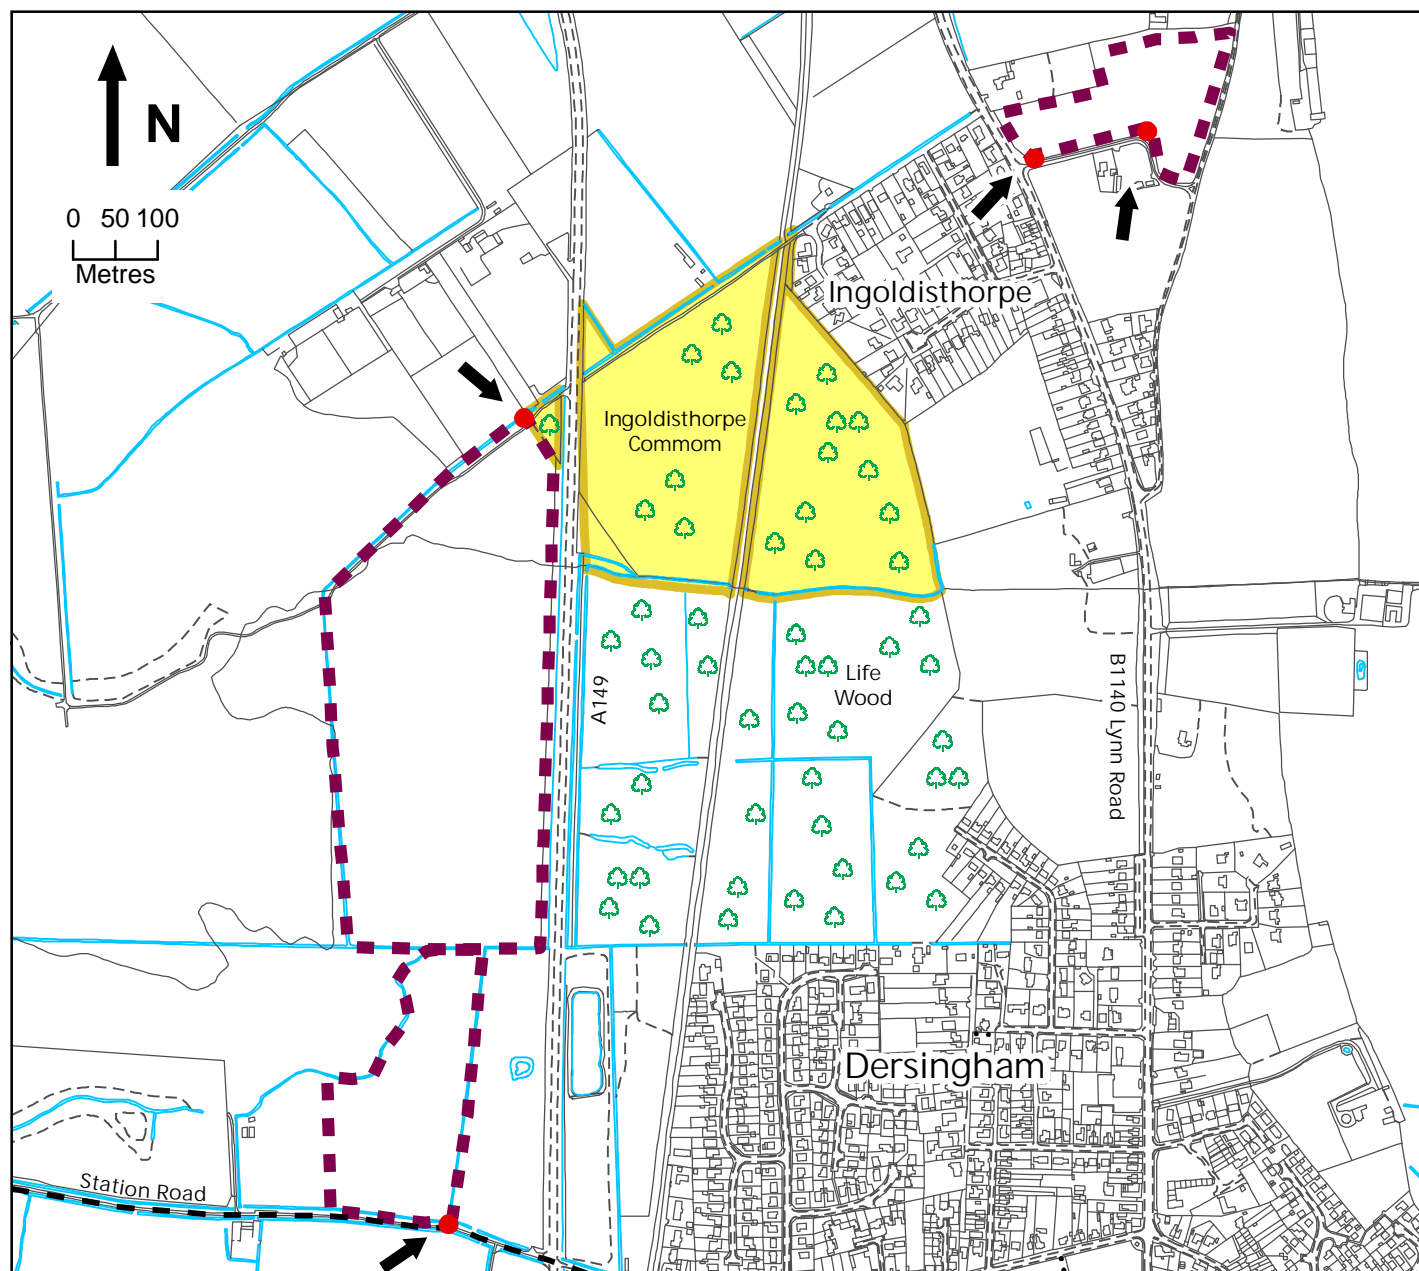 N
0 50 100
Metres
Ingoldisthorpe
Ingoldisthorpe
Commom
A149
Life
Wood
B1140 Lynn Road
Dersingham
Station Road